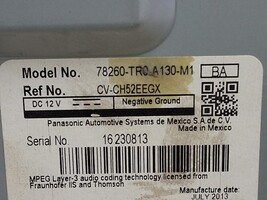 Model No. 78260-TR0-A130-M1 BA
Ref No. CV-CH52EEGX
DC 12 V Negative Ground
Panasonic Automotive Systems de Mexico S.A de C.V.
Made in Mexico
Serial No. 16230813
MPEG Layer-3 audio coding technology licensed from
Fraunhofer IIS and Thomson
Manufacture date:
JULY 2013